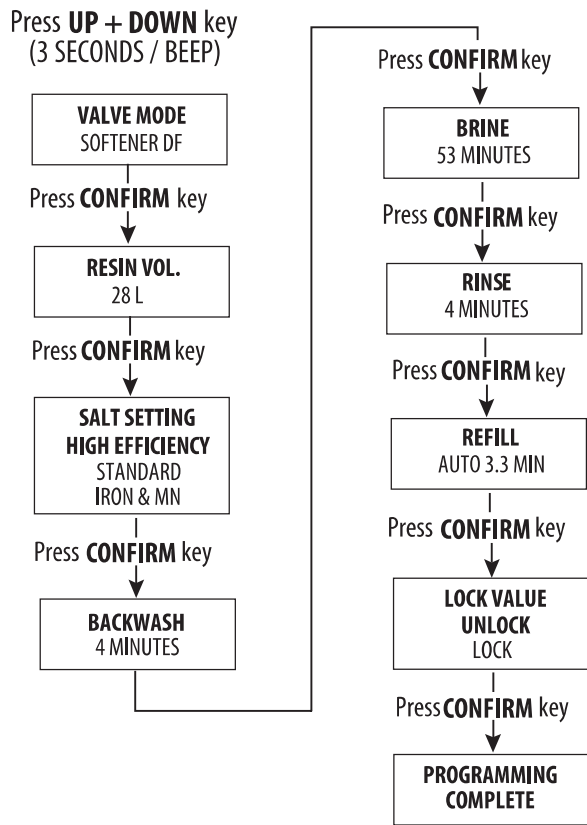 Press UP + DOWN key
(3 SECONDS / BEEP)
VALVE MODE
SOFTENER DF
Press CONFIRM key
RESIN VOL.
28 L
Press CONFIRM key
SALT SETTING
HIGH EFFICIENCY
STANDARD
IRON & MN
Press CONFIRM key
BACKWASH
4 MINUTES
Press CONFIRM key
BRINE
53 MINUTES
Press CONFIRM key
RINSE
4 MINUTES
Press CONFIRM key
REFILL
AUTO 3.3 MIN
Press CONFIRM key
LOCK VALUE
UNLOCK
LOCK
Press CONFIRM key
PROGRAMMING
COMPLETE